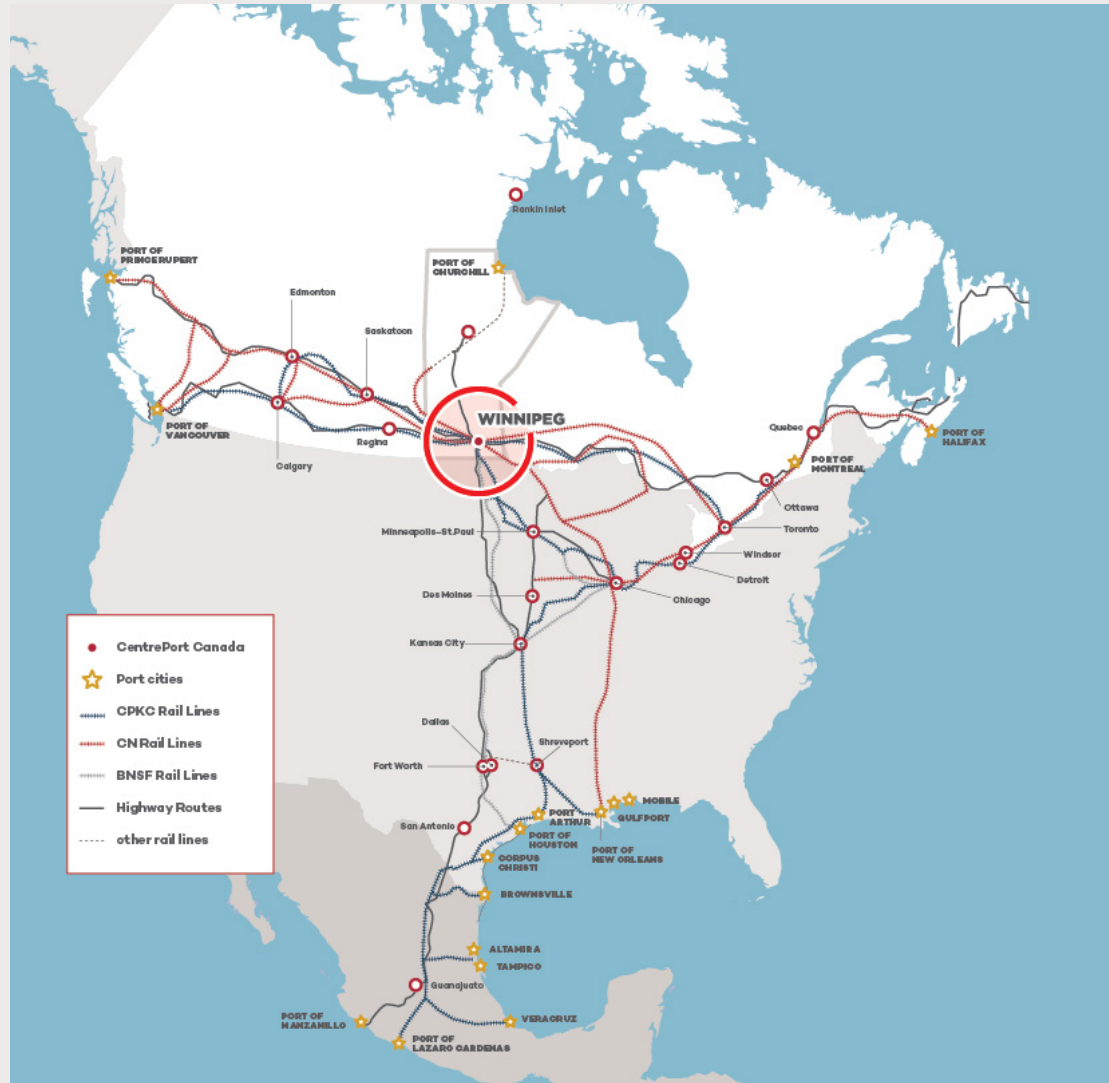 Rankin Inlet
PORT OF
PRINCE RUPERT
PORT OF
CHURCHILL
Edmonton
Saskatoon
WINNIPEG
PORT OF
VANCOUVER
Regina
Calgary
Quebec
PORT OF
HALIFAX
PORT OF
MONTREAL
Ottawa
Toronto
Minneapolis-St.Paul
Windsor
Detroit
Des Moines
Chicago
Kansas City
CentrePort Canada
Port cities
CPKC Rail Lines
CN Rail Lines
BNSF Rail Lines
Highway Routes
other rail lines
Dallas
Shreveport
Fort Worth
San Antonio
PORT
ARTHUR
MOBILE
GULFPORT
PORT OF
HOUSTON
PORT OF
NEW ORLEANS
CORPUS
CHRISTI
BROWNSVILLE
ALTAMIRA
TAMPICO
Guanajuato
PORT OF
MANZANILLO
VERACRUZ
PORT OF
LAZARO CARDENAS